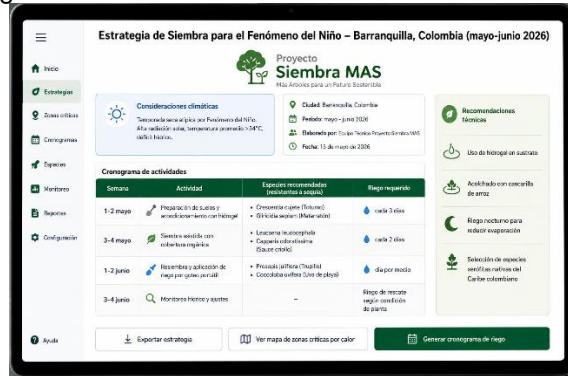 Estrategia de Siembra para el Fenómeno del Niño – Barranquilla, Colombia (mayo-junio 2026)
Proyecto
Siembra MAS
Más Árboles para un Futuro Sostenible
Inicio
Estrategias
Zonas críticas
Cronogramas
Especies
Monitoreo
Reportes
Configuración
Ayuda
Consideraciones climáticas
Temporada seca atípica por Fenómeno del Niño.
Alta radiación solar, temperatura promedio >34°C,
déficit hídrico.
Ciudad: Barranquilla, Colombia
Periodo: mayo - junio 2026
Elaborado por: Equipo Técnico Proyecto Siembra MAS
Fecha: 15 de mayo de 2026
Cronograma de actividades
Semana Actividad Especies recomendadas (resistentes a sequía) Riego requerido
1-2 mayo Preparación de suelos y acondicionamiento con hidrogel
• Crescentia cujete (Totumo)
• Gliricidia sepium (Matarratón)
cada 3 días
3-4 mayo Siembra asistida con cobertura orgánica
• Leucaena leucocephala
• Capparis odoratissima (Sauce criollo)
cada 2 días
1-2 junio Resiembra y aplicación de riego por goteo portátil
• Prosopis juliflora (Trupillo)
• Coccoloba uvifera (Uva de playa)
día por medio
3-4 junio Monitoreo hídrico y ajustes
–
Riego de rescate
según condición
de planta
Recomendaciones
técnicas
Uso de hidrogel en sustrato
Acolchado con cascarilla
de arroz
Riego nocturno para
reducir evaporación
Selección de especies
xerófitas nativas del
Caribe colombiano
Exportar estrategia
Ver mapa de zonas críticas por calor
Generar cronograma de riego